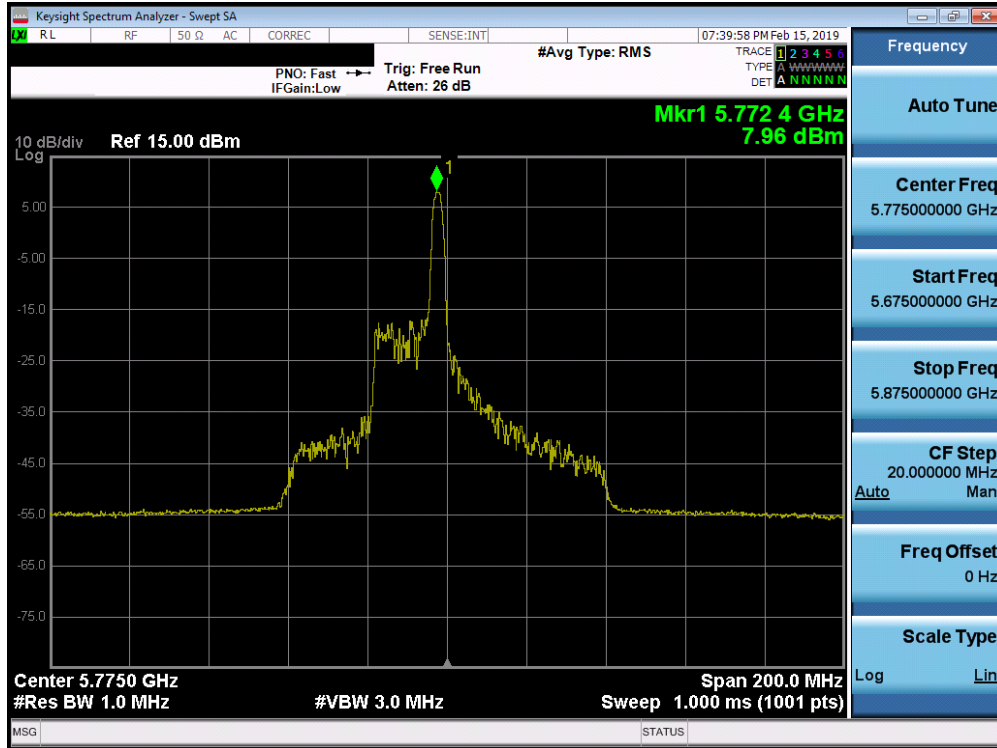 Keysight Spectrum Analyzer - Swept SA
LXI RL RF 50 Ω AC CORREC SENSE:INT 07:39:58 PM Feb 15, 2019
#Avg Type: RMS
TRACE 1 2 3 4 5 6
TYPE A WWWWW
DET A N N N N N
PNO: Fast
IFGain:Low
Trig: Free Run
Atten: 26 dB
Mkr1 5.772 4 GHz
7.96 dBm
10 dB/div Ref 15.00 dBm
Log
1
5.00
-5.00
-15.0
-25.0
-35.0
-45.0
-55.0
-65.0
-75.0
Center 5.7750 GHz Span 200.0 MHz
#Res BW 1.0 MHz #VBW 3.0 MHz Sweep 1.000 ms (1001 pts)
MSG STATUS
Frequency
Auto Tune
Center Freq
5.775000000 GHz
Start Freq
5.675000000 GHz
Stop Freq
5.875000000 GHz
CF Step
20.000000 MHz
Auto Man
Freq Offset
0 Hz
Scale Type
Log Lin